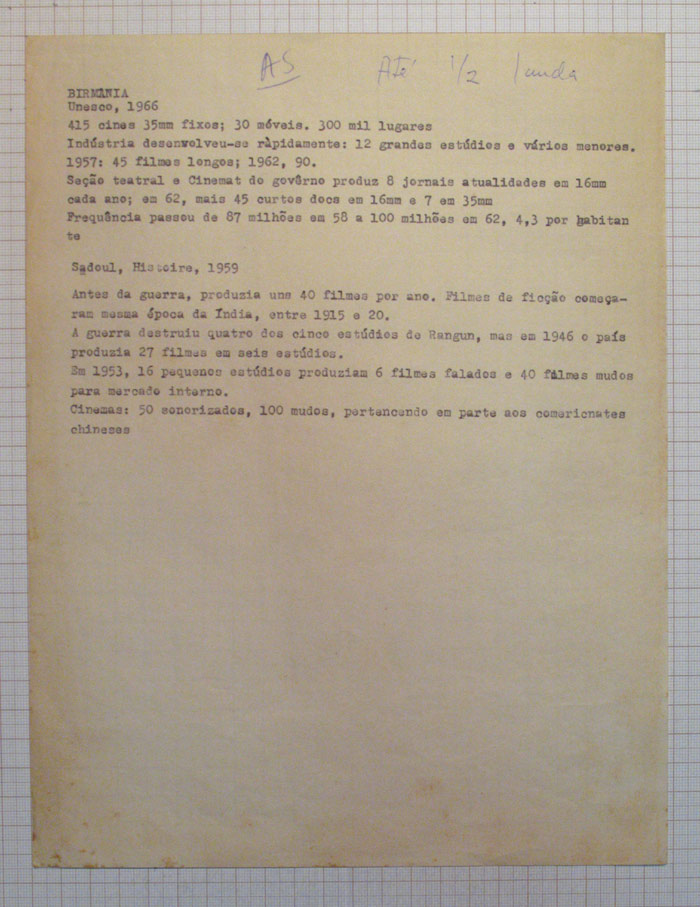 AS Até 1/2 lauda
BIRMANIA
Unesco, 1966
415 cines 35mm fixos; 30 móveis. 300 mil lugares
Indústria desenvolveu-se ràpidamente: 12 grandes estúdios e vários menores.
1957: 45 filmes longos; 1962, 90.
Seção teatral e Cinemat do govêrno produz 8 jornais atualidades em 16mm
cada ano; em 62, mais 45 curtos docs em 16mm e 7 em 35mm
Frequência passou de 87 milhões em 58 a 100 milhões em 62, 4,3 por habitan
te
Sadoul, Histoire, 1959
Antes da guerra, produzia uns 40 filmes por ano. Filmes de ficção começa-
ram mesma época da Índia, entre 1915 e 20.
A guerra destruiu quatro dos cinco estúdios de Rangun, mas em 1946 o país
produzia 27 filmes em seis estúdios.
Em 1953, 16 pequenos estúdios produziam 6 filmes falados e 40 filmes mudos
para mercado interno.
Cinemas: 50 sonorizados, 100 mudos, pertencendo em parte aos comericnates
chineses